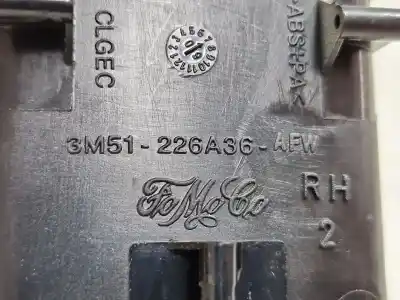 CLGEC
>ABS+PA<
3M51-226A36-AFW
FoMoCo
RH
2